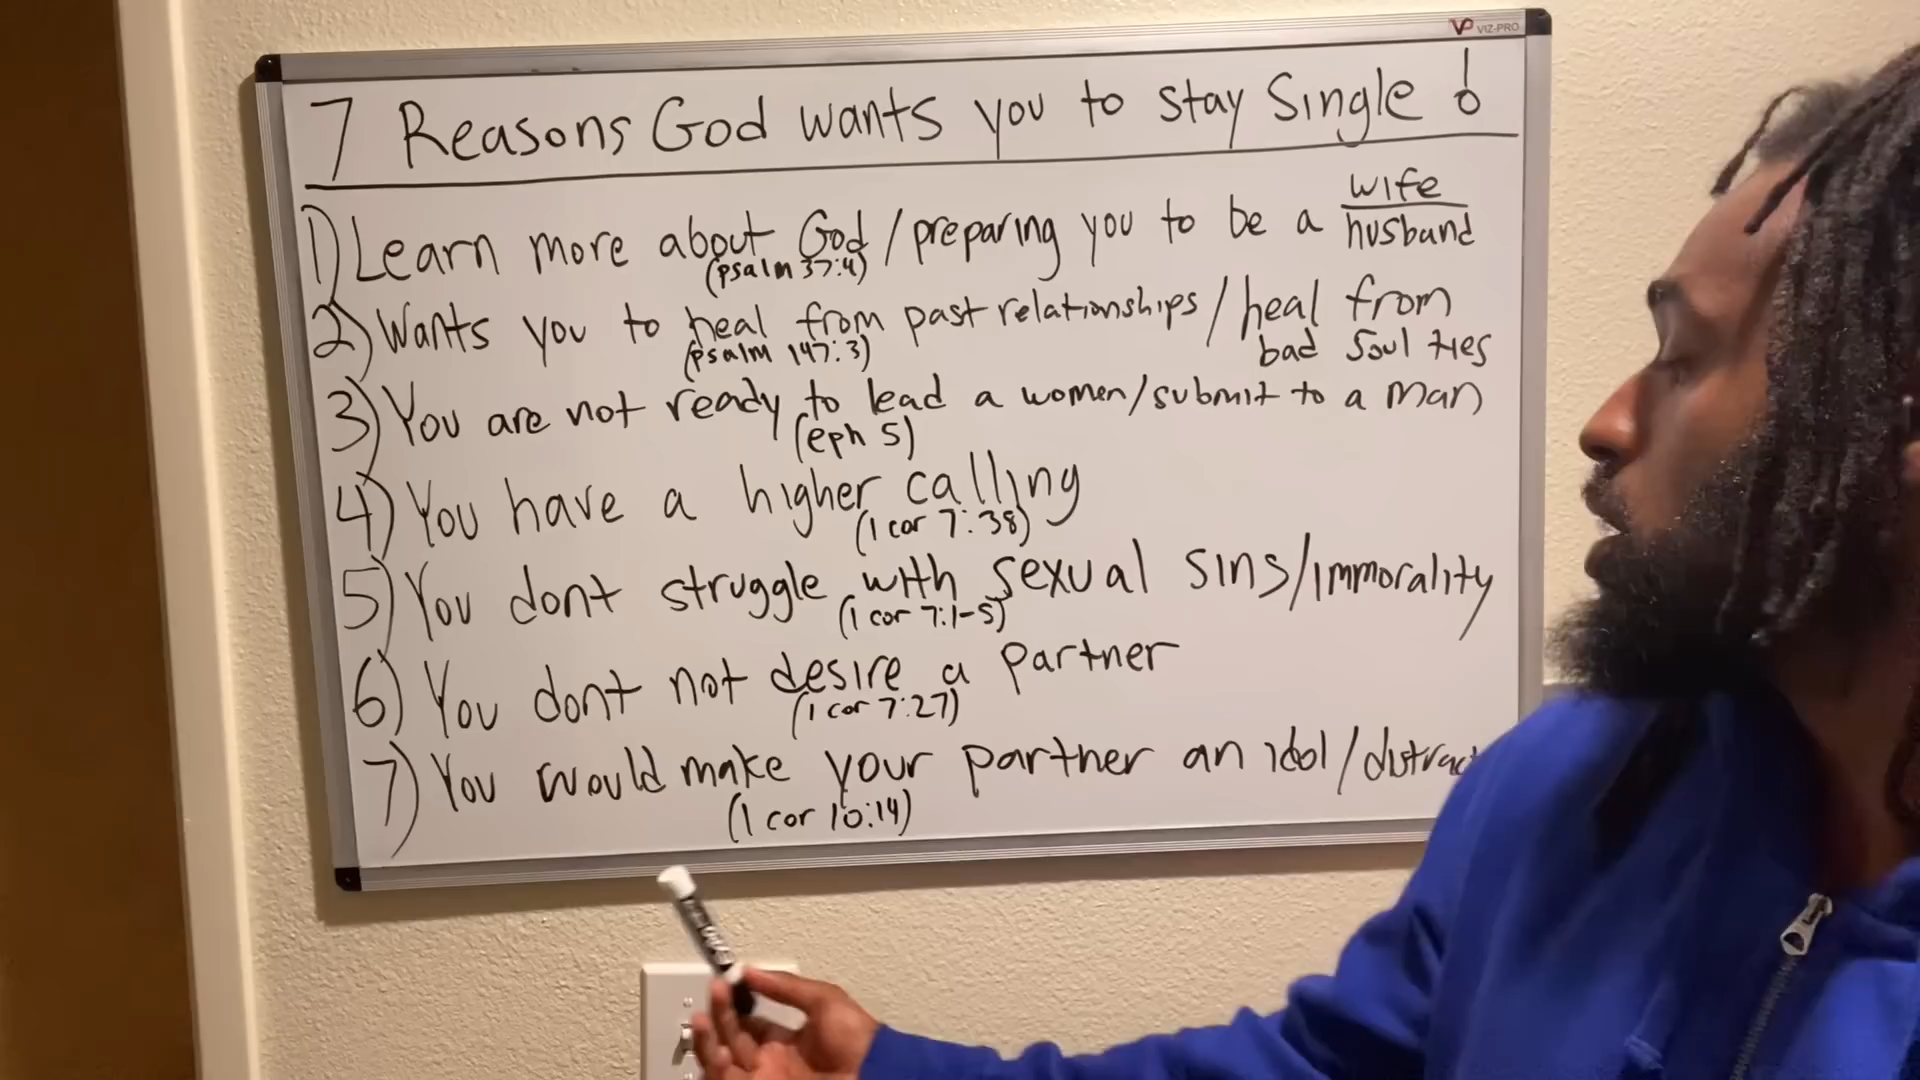 VP VIZ-PRO
7 Reasons God wants you to stay Single !
1) Learn more about God / preparing you to be a wife / husband
(psalm 37:4)
2) Wants you to heal from past relationships / heal from
(psalm 147:3) bad Soul ties
3) You are not ready to lead a women/submit to a man
(eph 5)
4) You have a higher calling
(1 cor 7:38)
5) You dont struggle with sexual sins/immorality
(1 cor 7:1-5)
6) You dont not desire a partner
(1 cor 7:27)
7) You would make your partner an idol/distract
(1 cor 10:14)